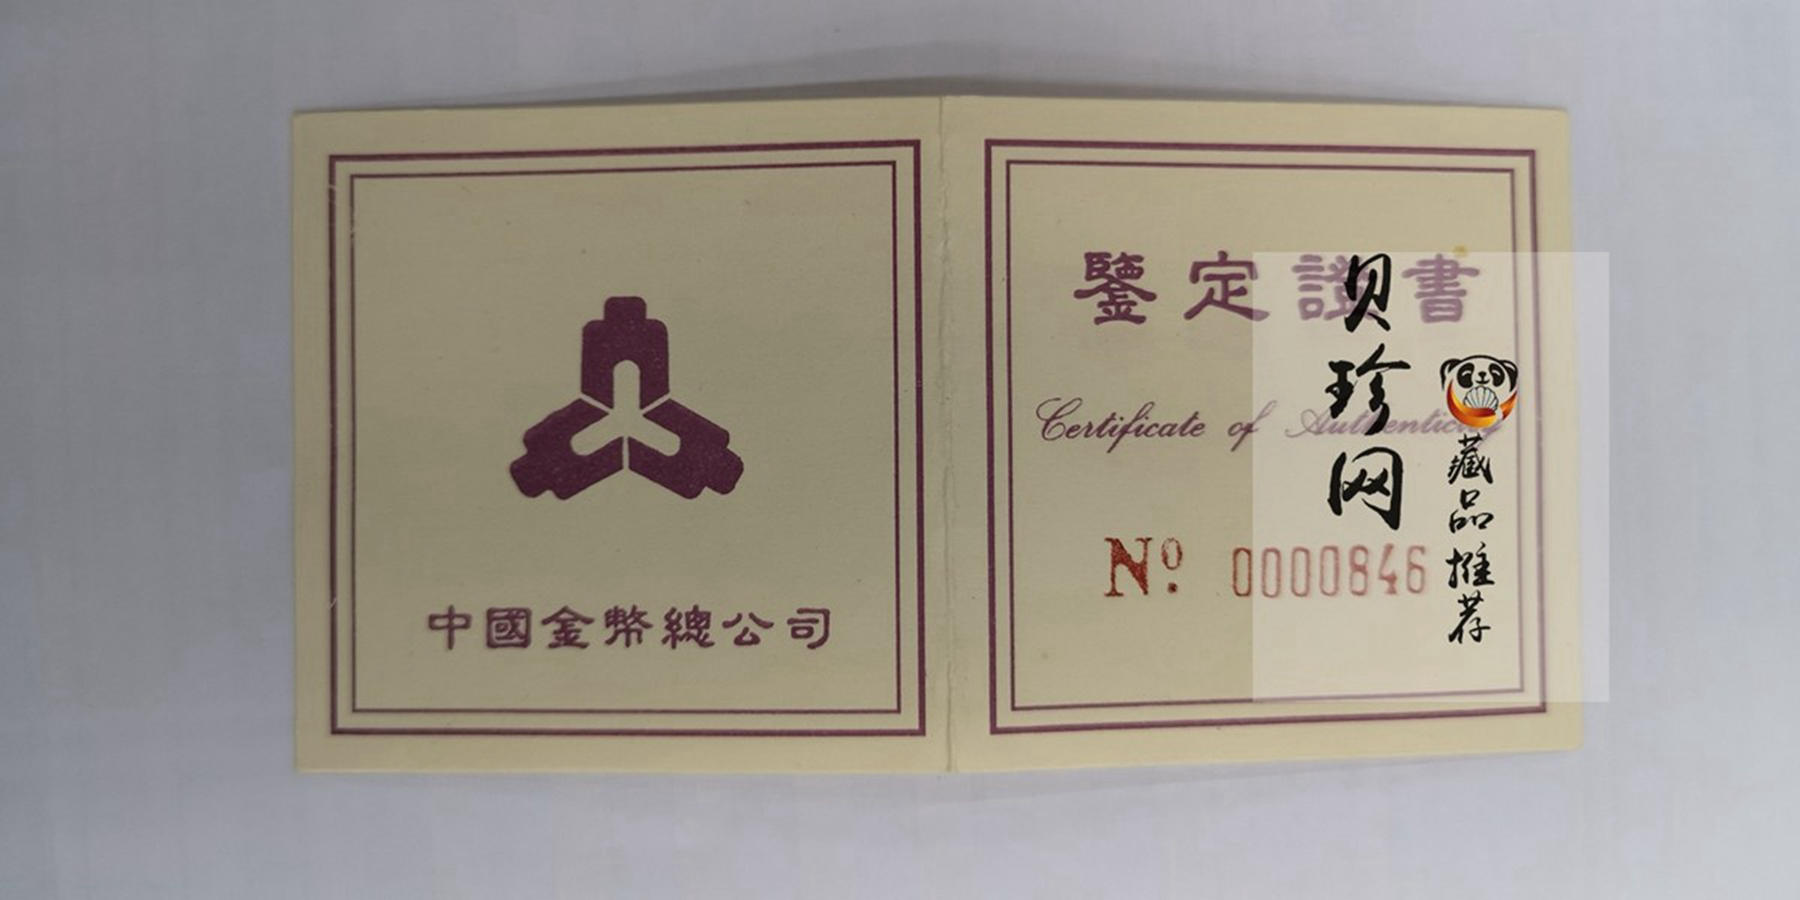 中國金幣總公司
鑒定證書
Certificate of Authenticity
Nº 0000846
贝珍网
藏品推荐